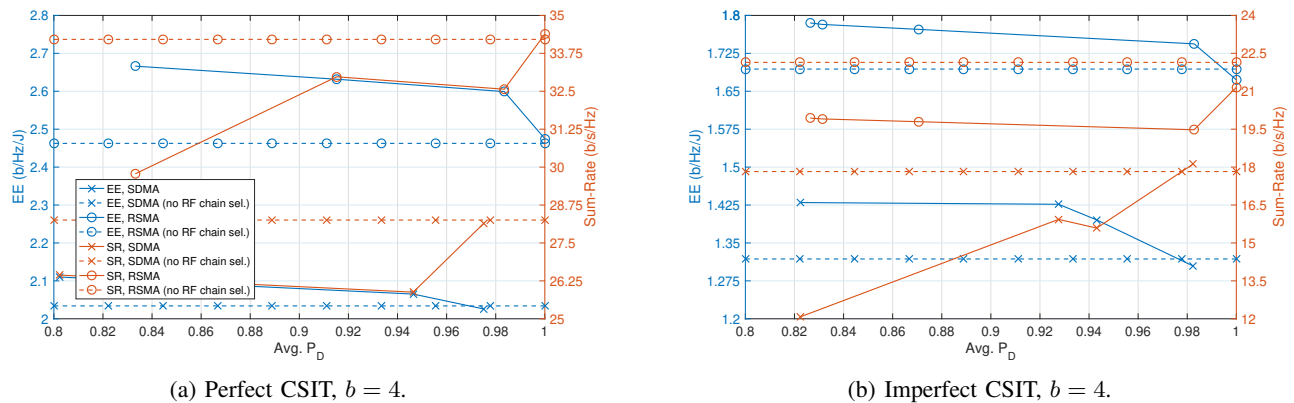 2.8
2.7
2.6
2.5
2.4
2.3
2.2
2.1
2
EE (b/Hz/J)
EE, SDMA
EE, SDMA (no RF chain sel.)
EE, RSMA
EE, RSMA (no RF chain sel.)
SR, SDMA
SR, SDMA (no RF chain sel.)
SR, RSMA
SR, RSMA (no RF chain sel.)
35
33.75
32.5
31.25
30
28.75
27.5
26.25
25
Sum-Rate (b/s/Hz)
0.8 0.82 0.84 0.86 0.88 0.9 0.92 0.94 0.96 0.98 1
Avg. P_D
(a) Perfect CSIT, b = 4.
1.8
1.725
1.65
1.575
1.5
1.425
1.35
1.275
1.2
EE (b/Hz/J)
24
22.5
21
19.5
18
16.5
15
13.5
12
Sum-Rate (b/s/Hz)
0.8 0.82 0.84 0.86 0.88 0.9 0.92 0.94 0.96 0.98 1
Avg. P_D
(b) Imperfect CSIT, b = 4.